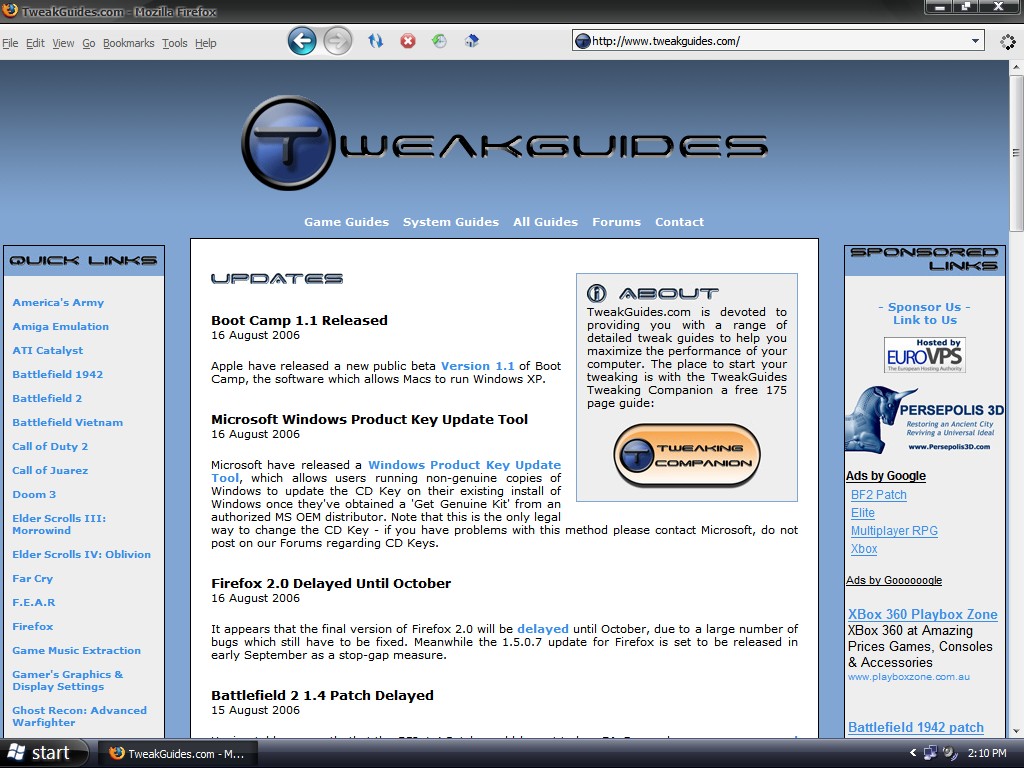 TweakGuides.com - Mozilla Firefox
File Edit View Go Bookmarks Tools Help
http://www.tweakguides.com/
TWEAKGUIDES
Game Guides System Guides All Guides Forums Contact
QUICK LINKS
America's Army
Amiga Emulation
ATI Catalyst
Battlefield 1942
Battlefield 2
Battlefield Vietnam
Call of Duty 2
Call of Juarez
Doom 3
Elder Scrolls III:
Morrowind
Elder Scrolls IV: Oblivion
Far Cry
F.E.A.R
Firefox
Game Music Extraction
Gamer's Graphics &
Display Settings
Ghost Recon: Advanced
Warfighter
UPDATES
Boot Camp 1.1 Released
16 August 2006
Apple have released a new public beta Version 1.1 of Boot
Camp, the software which allows Macs to run Windows XP.
Microsoft Windows Product Key Update Tool
16 August 2006
Microsoft have released a Windows Product Key Update
Tool, which allows users running non-genuine copies of
Windows to update the CD Key on their existing install of
Windows once they've obtained a 'Get Genuine Kit' from an
authorized MS OEM distributor. Note that this is the only legal
way to change the CD Key - if you have problems with this method please contact Microsoft, do not
post on our Forums regarding CD Keys.
Firefox 2.0 Delayed Until October
16 August 2006
It appears that the final version of Firefox 2.0 will be delayed until October, due to a large number of
bugs which still have to be fixed. Meanwhile the 1.5.0.7 update for Firefox is set to be released in
early September as a stop-gap measure.
Battlefield 2 1.4 Patch Delayed
15 August 2006
ABOUT
TweakGuides.com is devoted to
providing you with a range of
detailed tweak guides to help you
maximize the performance of your
computer. The place to start your
tweaking is with the TweakGuides
Tweaking Companion a free 175
page guide:
TWEAKING
COMPANION
SPONSORED
LINKS
- Sponsor Us -
Link to Us
Hosted by
EUROVPS
The European Hosting Authority
PERSEPOLIS 3D
Restoring an Ancient City
Reviving a Universal Ideal
www.Persepolis3D.com
Ads by Google
BF2 Patch
Elite
Multiplayer RPG
Xbox
Ads by Goooooogle
XBox 360 Playbox Zone
XBox 360 at Amazing
Prices Games, Consoles
& Accessories
www.playboxzone.com.au
Battlefield 1942 patch
start
TweakGuides.com - M...
2:10 PM